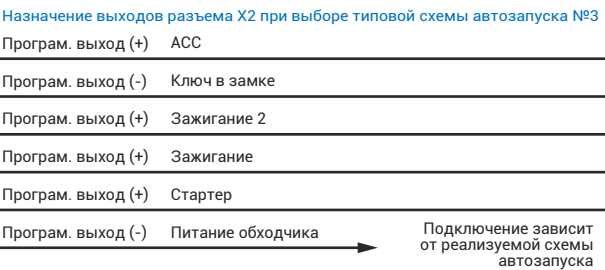 Назначение выходов разъема X2 при выборе типовой схемы автозапуска №3
Програм. выход (+) ACC
Програм. выход (-) Ключ в замке
Програм. выход (+) Зажигание 2
Програм. выход (+) Зажигание
Програм. выход (+) Стартер
Програм. выход (-) Питание обходчика
Подключение зависит
от реализуемой схемы
автозапуска